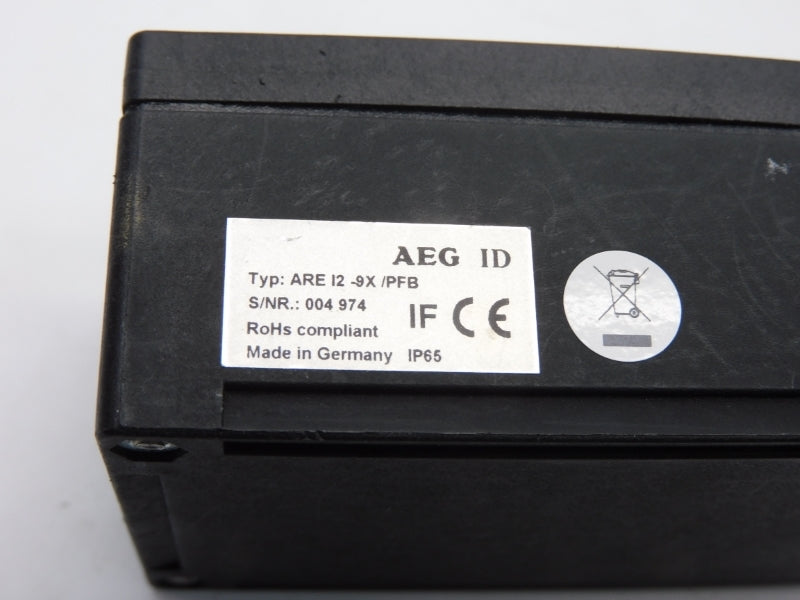 AEG ID
Typ: ARE I2 -9X /PFB
S/NR.: 004 974
IF CE
RoHs compliant
Made in Germany IP65